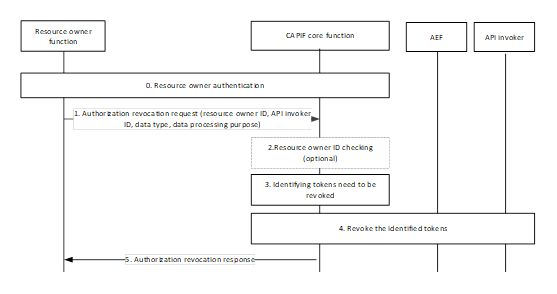 Resource owner
function
CAPIF core function
AEF
API invoker
0. Resource owner authentication
1. Authorization revocation request (resource owner ID, API invoker
ID, data type, data processing purpose)
2.Resource owner ID checking
(optional)
3. Identifying tokens need to be
revoked
4. Revoke the identified tokens
5. Authorization revocation response